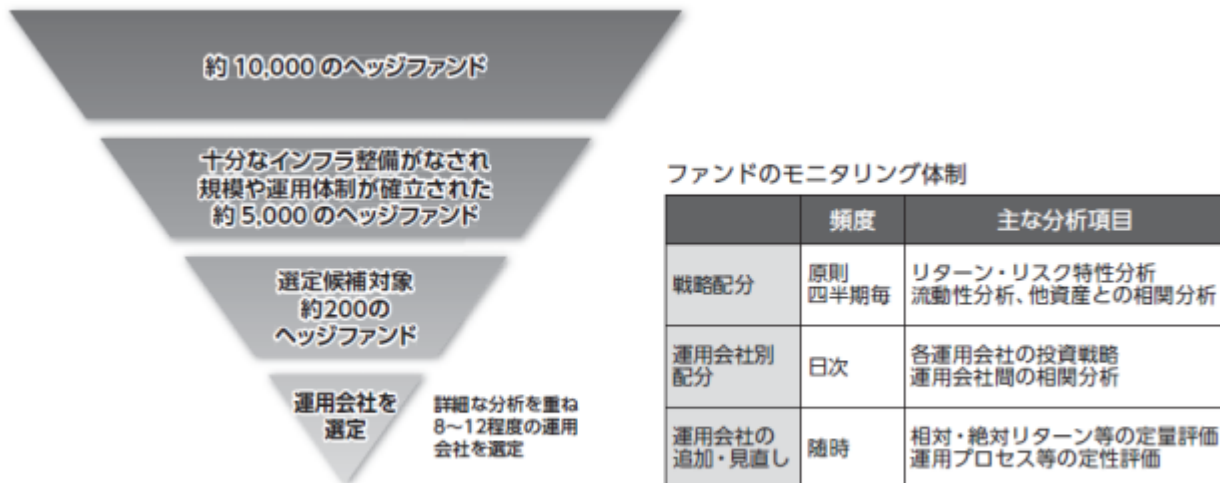 約 10,000 のヘッジファンド
十分なインフラ整備がなされ
規模や運用体制が確立された
約 5,000 のヘッジファンド
選定候補対象
約200の
ヘッジファンド
運用会社を
選定
詳細な分析を重ね
8～12程度の運用
会社を選定
ファンドのモニタリング体制
頻度
主な分析項目
戦略配分
原則
四半期毎
リターン・リスク特性分析
流動性分析、他資産との相関分析
運用会社別
配分
日次
各運用会社の投資戦略
運用会社間の相関分析
運用会社の
追加・見直し
随時
相対・絶対リターン等の定量評価
運用プロセス等の定性評価